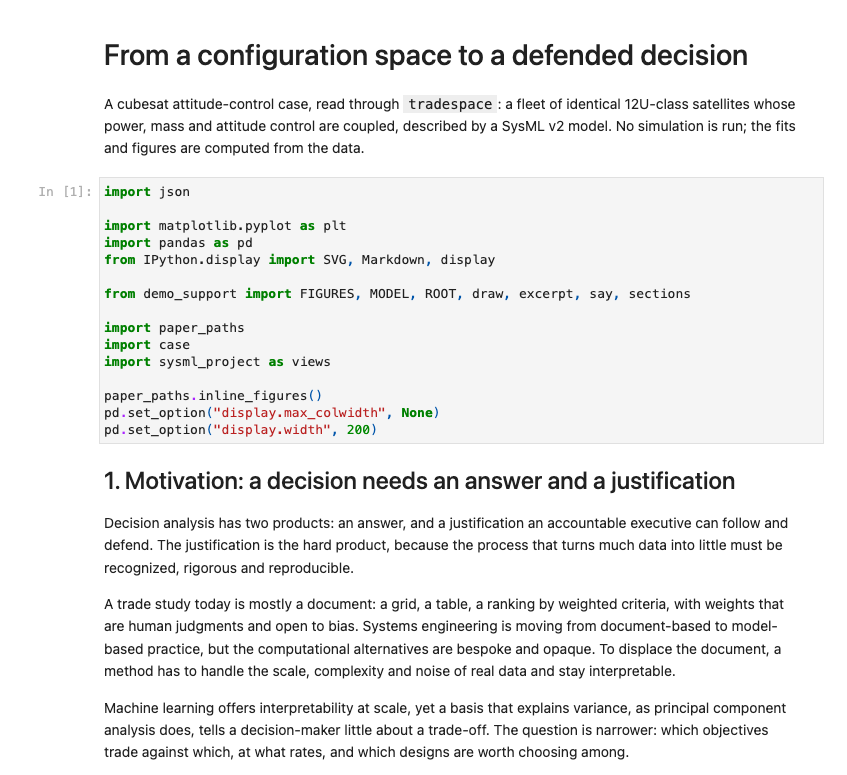 From a configuration space to a defended decision
A cubesat attitude-control case, read through tradespace : a fleet of identical 12U-class satellites whose
power, mass and attitude control are coupled, described by a SysML v2 model. No simulation is run; the fits
and figures are computed from the data.
In [1]:
import json
import matplotlib.pyplot as plt
import pandas as pd
from IPython.display import SVG, Markdown, display
from demo_support import FIGURES, MODEL, ROOT, draw, excerpt, say, sections
import paper_paths
import case
import sysml_project as views
paper_paths.inline_figures()
pd.set_option("display.max_colwidth", None)
pd.set_option("display.width", 200)
1. Motivation: a decision needs an answer and a justification
Decision analysis has two products: an answer, and a justification an accountable executive can follow and
defend. The justification is the hard product, because the process that turns much data into little must be
recognized, rigorous and reproducible.
A trade study today is mostly a document: a grid, a table, a ranking by weighted criteria, with weights that
are human judgments and open to bias. Systems engineering is moving from document-based to model-
based practice, but the computational alternatives are bespoke and opaque. To displace the document, a
method has to handle the scale, complexity and noise of real data and stay interpretable.
Machine learning offers interpretability at scale, yet a basis that explains variance, as principal component
analysis does, tells a decision-maker little about a trade-off. The question is narrower: which objectives
trade against which, at what rates, and which designs are worth choosing among.